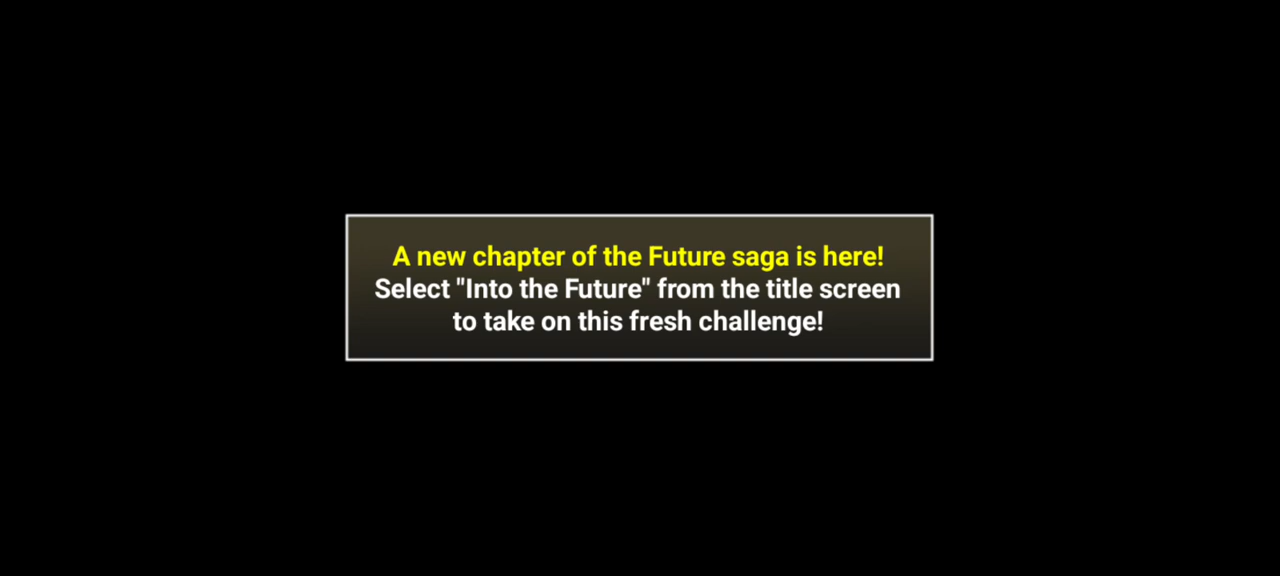 A new chapter of the Future saga is here!
Select "Into the Future" from the title screen
to take on this fresh challenge!